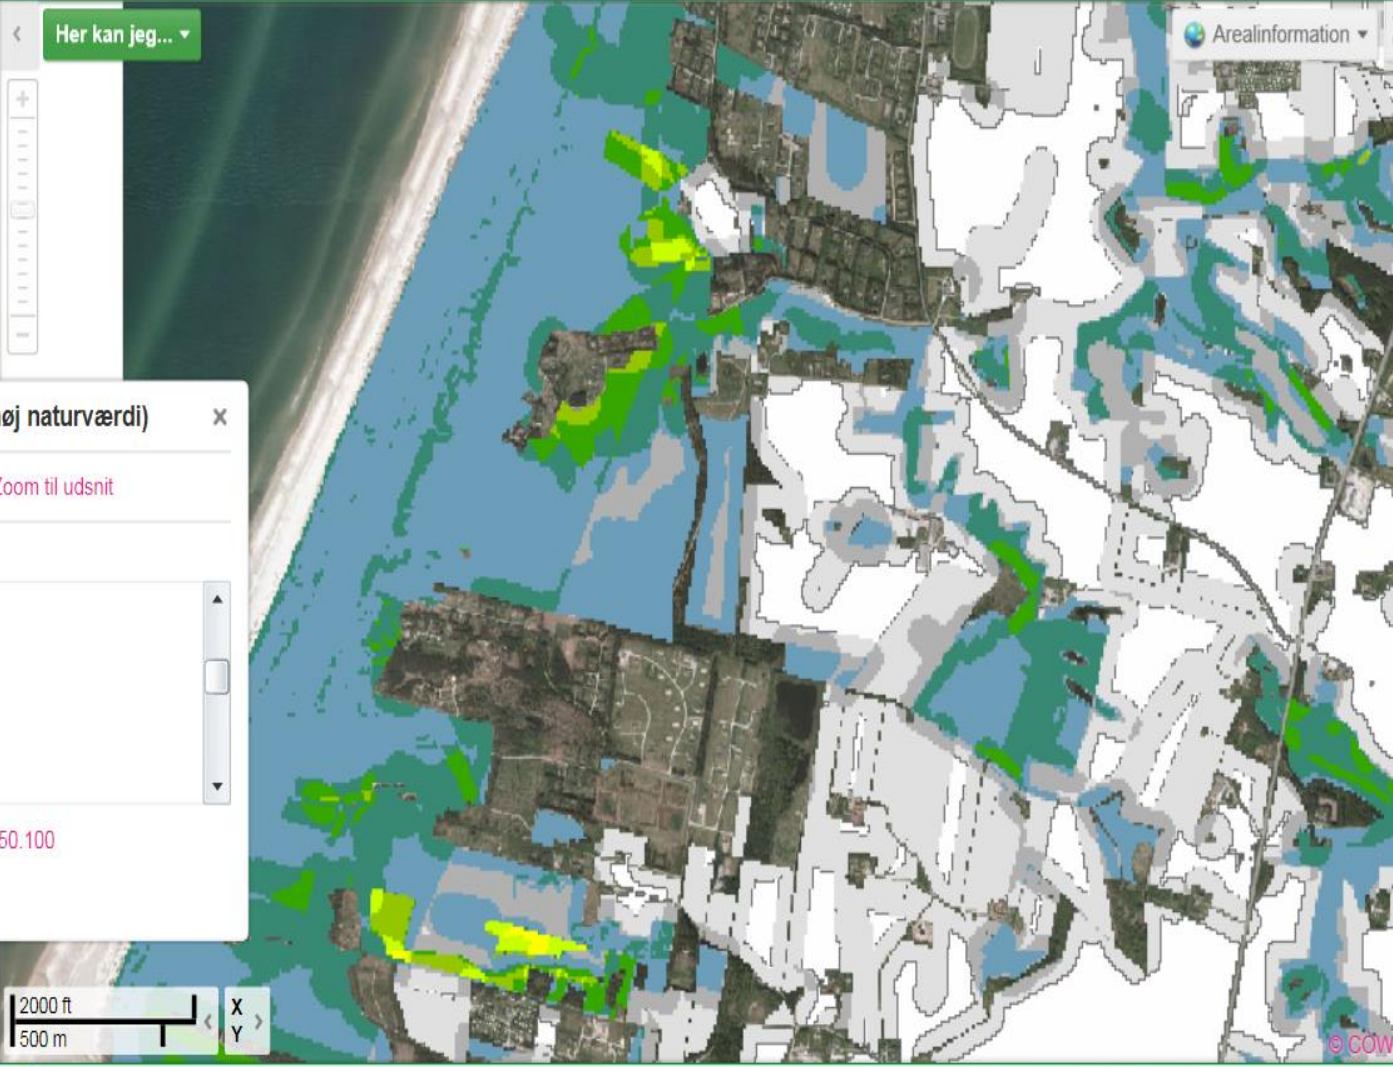 Her kan jeg...
Arealinformation
øj naturværdi)
Zoom til udsnit
50.100
2000 ft
500 m
X
Y
© COW